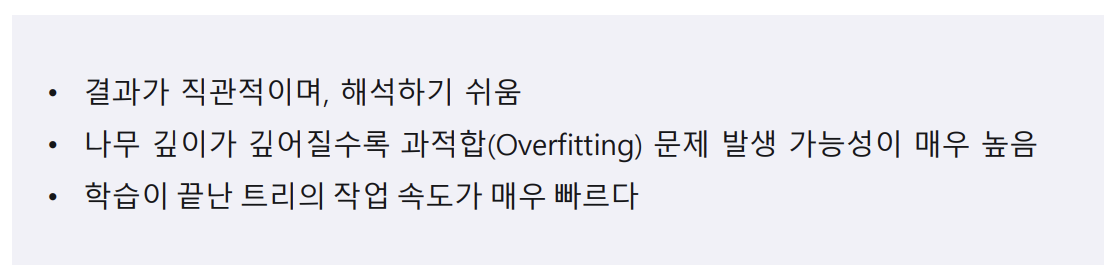 • 결과가 직관적이며, 해석하기 쉬움
• 나무 깊이가 깊어질수록 과적합(Overfitting) 문제 발생 가능성이 매우 높음
• 학습이 끝난 트리의 작업 속도가 매우 빠르다